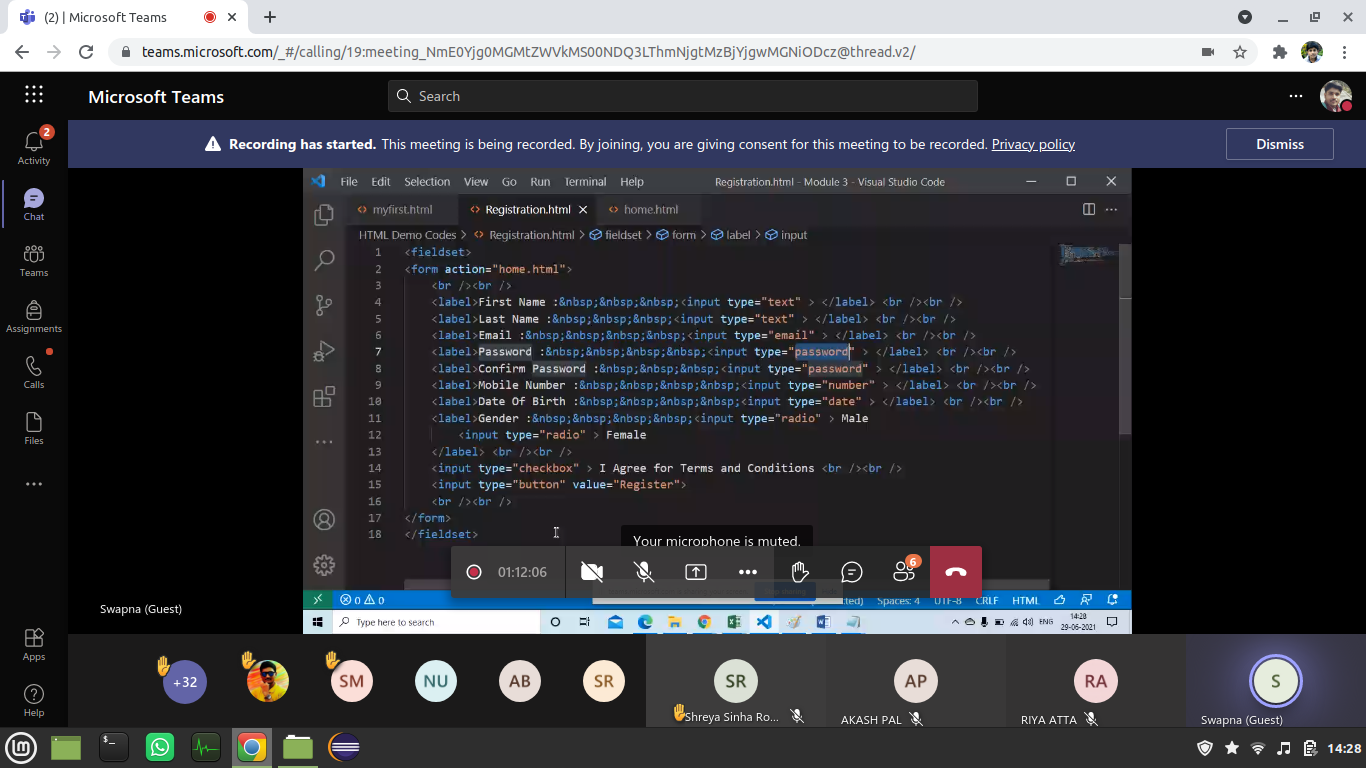 (2) | Microsoft Teams
teams.microsoft.com/_#/calling/19:meeting_NmE0Yjg0MGMtZWVkMS00NDQ3LThmNjgtMzBjYjgwMGNiODcz@thread.v2/
Microsoft Teams
Search
2
Activity
Chat
Teams
Assignments
Calls
Files
Apps
Help
Recording has started. This meeting is being recorded. By joining, you are giving consent for this meeting to be recorded. Privacy policy
Dismiss
File Edit Selection View Go Run Terminal Help
Registration.html - Module 3 - Visual Studio Code
myfirst.html
Registration.html
home.html
HTML Demo Codes > Registration.html > fieldset > form > label > input
1 <fieldset>
2 <form action="home.html">
3 <br /><br />
4 <label>First Name :&nbsp;&nbsp;&nbsp;<input type="text" > </label> <br /><br />
5 <label>Last Name :&nbsp;&nbsp;&nbsp;<input type="text" > </label> <br /><br />
6 <label>Email :&nbsp;&nbsp;&nbsp;<input type="email" > </label> <br /><br />
7 <label>Password :&nbsp;&nbsp;&nbsp;&nbsp;<input type="password" > </label> <br /><br />
8 <label>Confirm Password :&nbsp;&nbsp;&nbsp;<input type="password" > </label> <br /><br />
9 <label>Mobile Number :&nbsp;&nbsp;&nbsp;&nbsp;<input type="number" > </label> <br /><br />
10 <label>Date Of Birth :&nbsp;&nbsp;&nbsp;&nbsp;<input type="date" > </label> <br /><br />
11 <label>Gender :&nbsp;&nbsp;&nbsp;&nbsp;<input type="radio" > Male
12 <input type="radio" > Female
13 </label> <br /><br />
14 <input type="checkbox" > I Agree for Terms and Conditions <br /><br />
15 <input type="button" value="Register">
16 <br /><br />
17 </form>
18 </fieldset>
Your microphone is muted.
01:12:06
6
0 0
Spaces: 4 UTF-8 CRLF HTML
Type here to search
ENG
14:28
29-06-2021
Swapna (Guest)
+32
SM
NU
AB
SR
SR
Shreya Sinha Ro...
AP
AKASH PAL
RA
RIYA ATTA
S
Swapna (Guest)
14:28